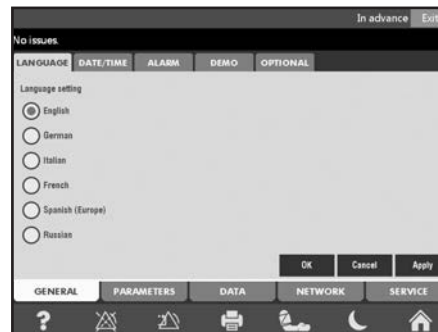 In advance Exit
No issues.
LANGUAGE DATE/TIME ALARM DEMO OPTIONAL
Language setting
English
German
Italian
French
Spanish (Europe)
Russian
OK Cancel Apply
GENERAL PARAMETERS DATA NETWORK SERVICE
?